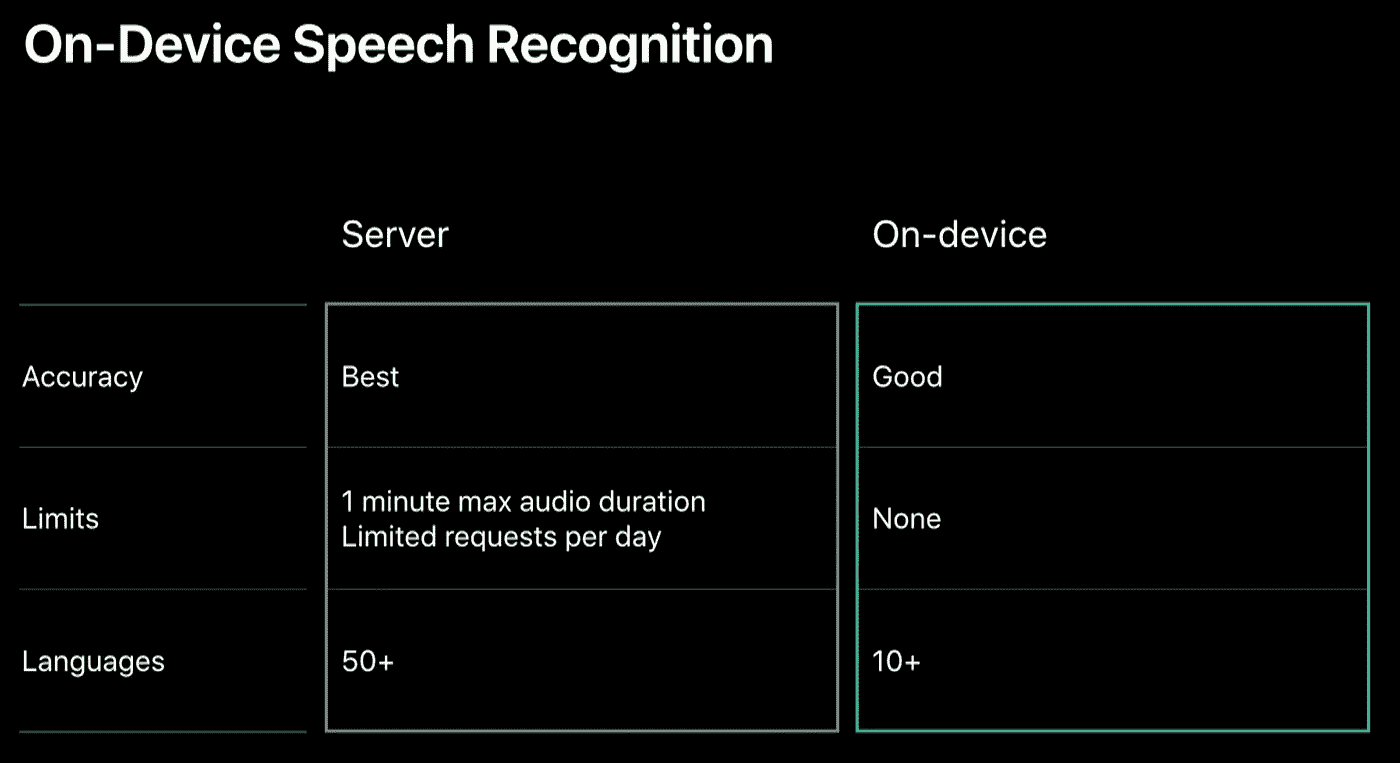 On-Device Speech Recognition
Server
On-device
Accuracy
Best
Good
Limits
1 minute max audio duration
Limited requests per day
None
Languages
50+
10+